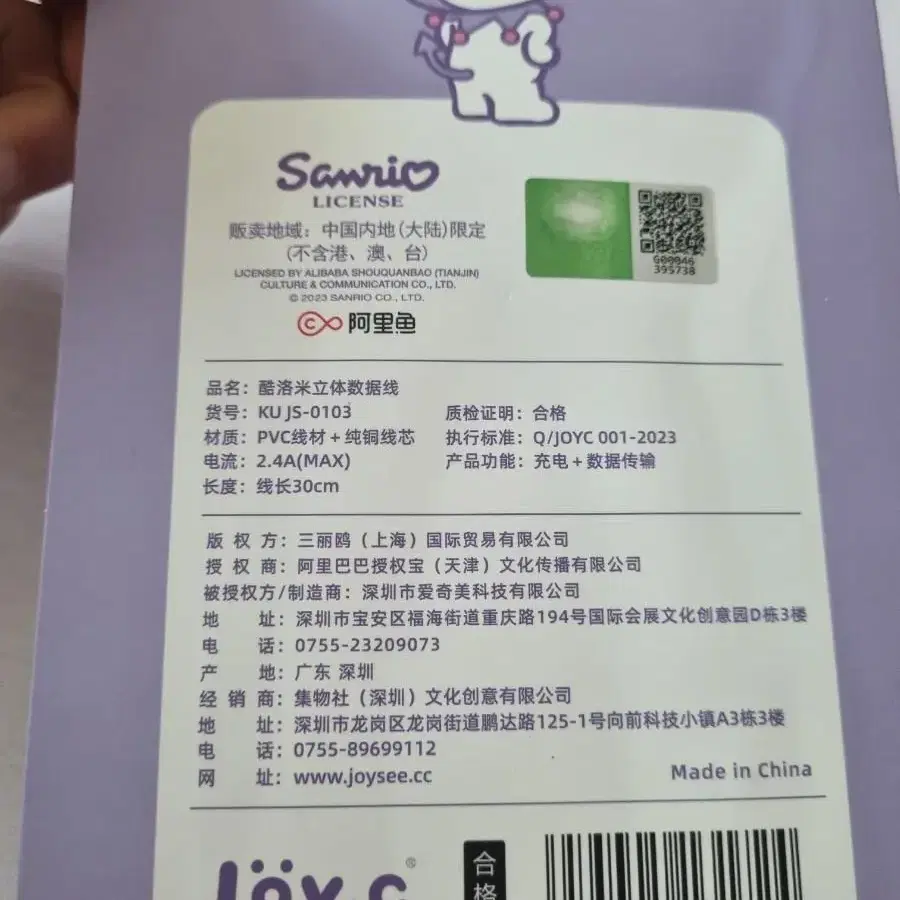 Sanrio
LICENSE
贩卖地域：中国内地(大陆)限定
(不含港、澳、台)
LICENSED BY ALIBABA SHOUQUANBAO (TIANJIN)
CULTURE & COMMUNICATION CO., LTD.
© 2023 SANRIO CO., LTD.
阿里鱼
G00046
395738
品名：酷洛米立体数据线
货号：KU JS-0103
质检证明：合格
材质：PVC线材＋纯铜线芯
执行标准：Q/JOYC 001-2023
电流：2.4A(MAX)
产品功能：充电＋数据传输
长度：线长30cm
版权方：三丽鸥（上海）国际贸易有限公司
授权商：阿里巴巴授权宝（天津）文化传播有限公司
被授权方/制造商：深圳市爱奇美科技有限公司
地址：深圳市宝安区福海街道重庆路194号国际会展文化创意园D栋3楼
电话：0755-23209073
产地：广东 深圳
经销商：集物社（深圳）文化创意有限公司
地址：深圳市龙岗区龙岗街道鹏达路125-1号向前科技小镇A3栋3楼
电话：0755-89699112
网址：www.joysee.cc
Made in China
合格